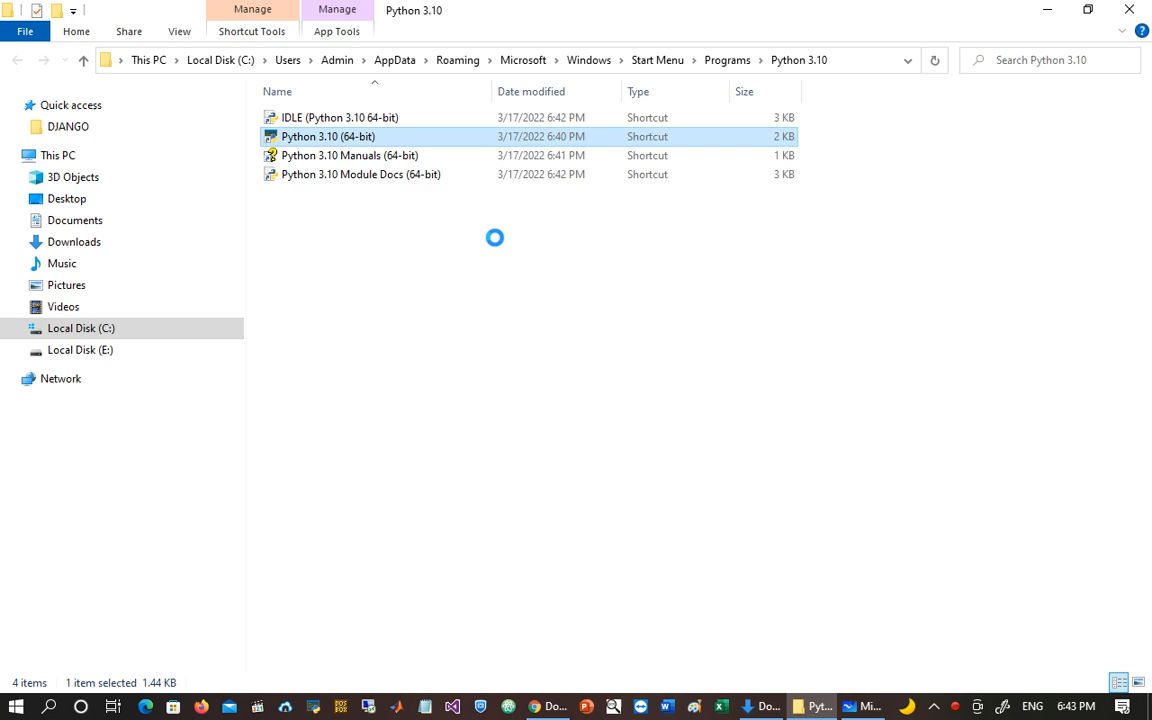 Manage
Manage
Python 3.10
File
Home
Share
View
Shortcut Tools
App Tools
This PC > Local Disk (C:) > Users > Admin > AppData > Roaming > Microsoft > Windows > Start Menu > Programs > Python 3.10
Search Python 3.10
Name
Date modified
Type
Size
IDLE (Python 3.10 64-bit) 3/17/2022 6:42 PM Shortcut 3 KB
Python 3.10 (64-bit) 3/17/2022 6:40 PM Shortcut 2 KB
Python 3.10 Manuals (64-bit) 3/17/2022 6:41 PM Shortcut 1 KB
Python 3.10 Module Docs (64-bit) 3/17/2022 6:42 PM Shortcut 3 KB
Quick access
DJANGO
This PC
3D Objects
Desktop
Documents
Downloads
Music
Pictures
Videos
Local Disk (C:)
Local Disk (E:)
Network
4 items 1 item selected 1.44 KB
Do...
Do...
Pyt...
Mi...
ENG
6:43 PM